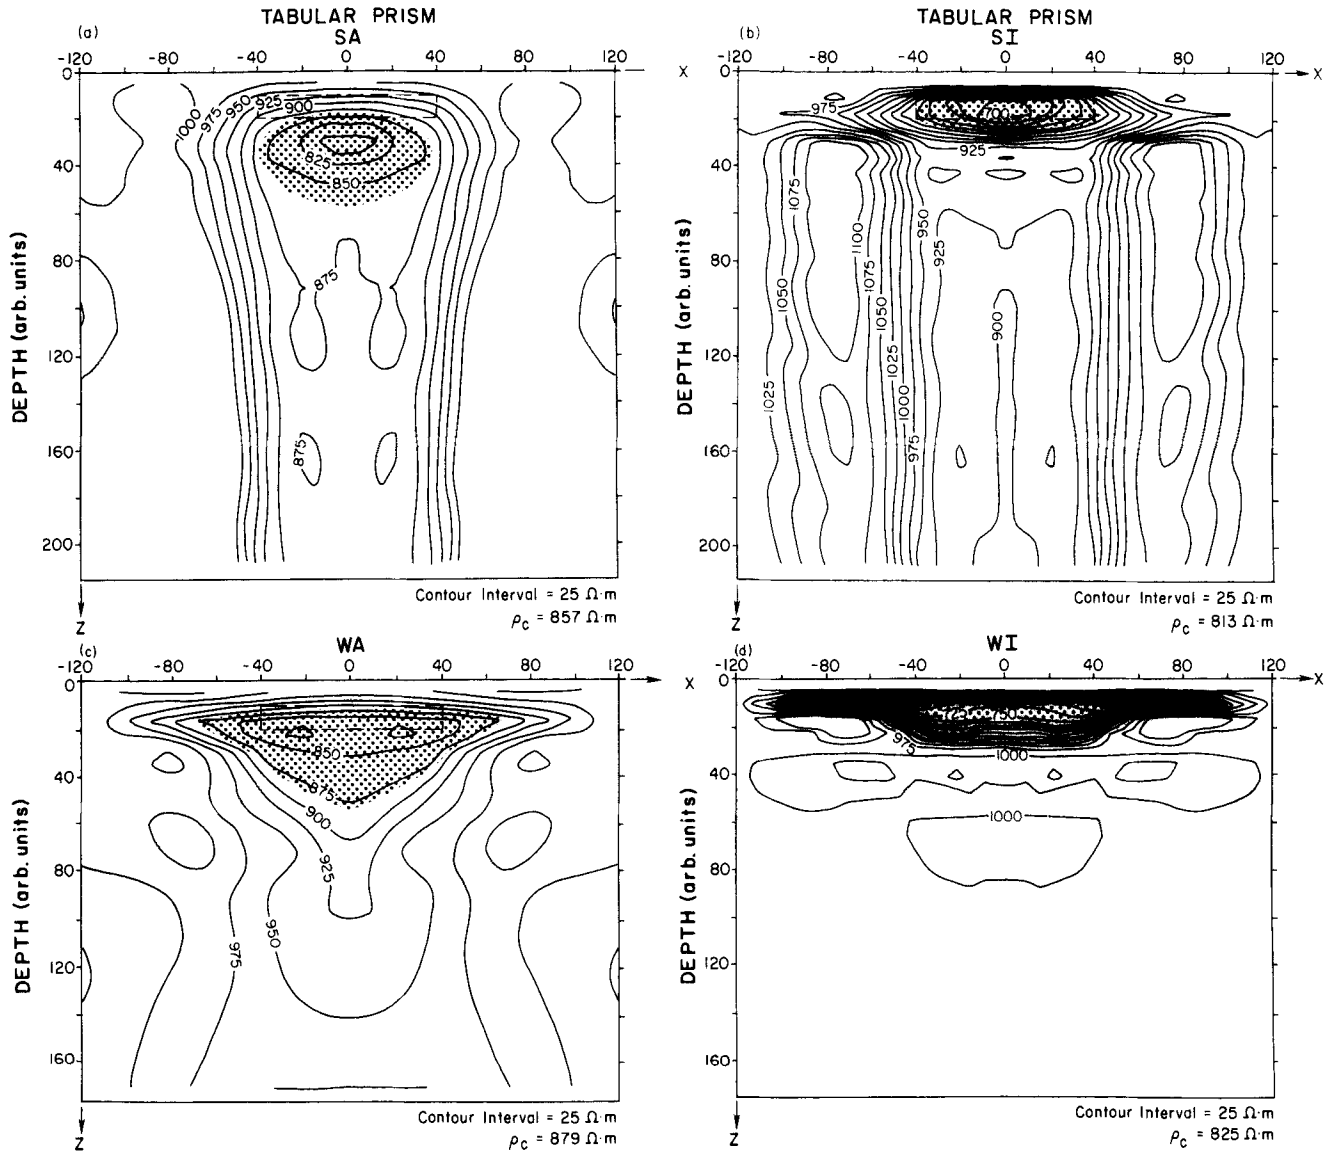 TABULAR PRISM
(a) SA
-120 -80 -40 0 40 80 120
X
0
40
80
120
160
200
DEPTH (arb. units)
1000 975 950 925 900
825
850
875
875
Z
Contour Interval = 25 Ω·m
ρc = 857 Ω·m
TABULAR PRISM
(b) SI
-120 -80 -40 0 40 80 120
X
0
40
80
120
160
200
DEPTH (arb. units)
975
700
925
1075
1050
1025
1100
1075
1050
1025
1000
975
950
925
900
Z
Contour Interval = 25 Ω·m
ρc = 813 Ω·m
(c) WA
-120 -80 -40 0 40 80 120
X
0
40
80
120
160
DEPTH (arb. units)
850
875
900
925
950
975
Z
Contour Interval = 25 Ω·m
ρc = 879 Ω·m
(d) WI
-120 -80 -40 0 40 80 120
X
0
40
80
120
160
DEPTH (arb. units)
725 750
975
1000
1000
Z
Contour Interval = 25 Ω·m
ρc = 825 Ω·m